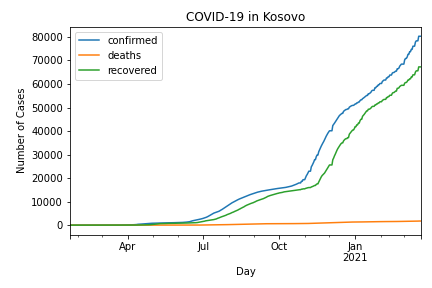 COVID-19 in Kosovo
confirmed
deaths
recovered
Number of Cases
80000
70000
60000
50000
40000
30000
20000
10000
0
Apr
Jul
Oct
Jan
2021
Day